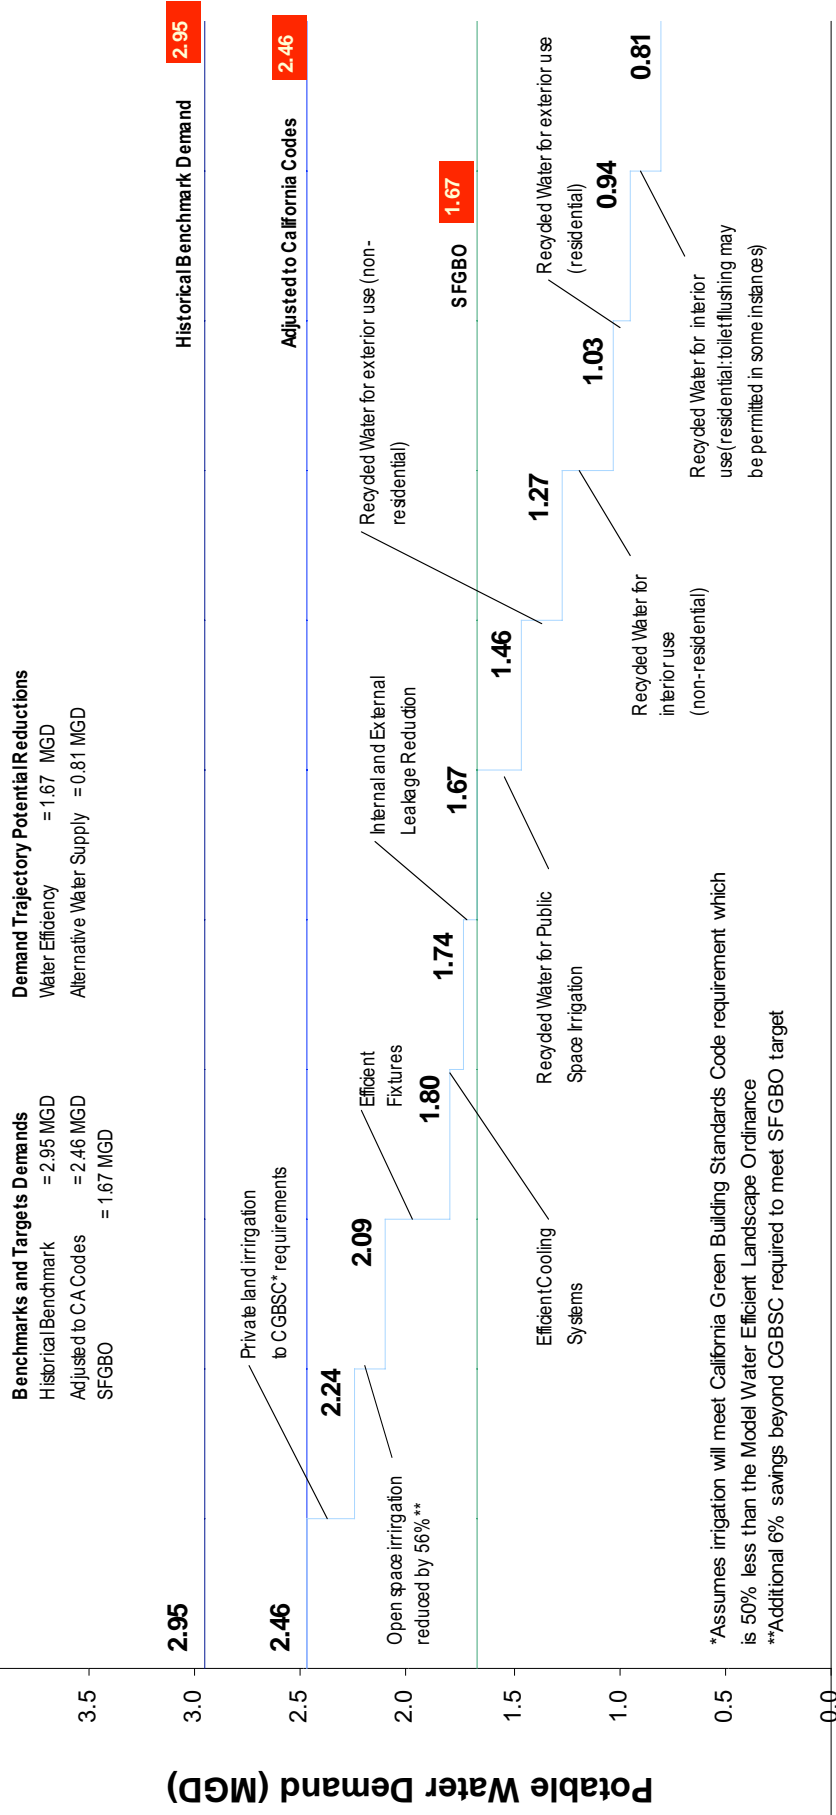 Benchmarks and Targets Demands
Historical Benchmark = 2.95 MGD
Adjusted to CA Codes = 2.46 MGD
SFGBO = 1.67 MGD
Demand Trajectory Potential Reductions
Water Efficiency = 1.67 MGD
Alternative Water Supply = 0.81 MGD
2.95
Historical Benchmark Demand
2.95
2.46
Adjusted to California Codes
2.46
Private land irrigation
to CGBSC* requirements
2.24
Open space irrigation
reduced by 56%**
2.09
Efficient
Fixtures
1.80
Efficient Cooling
Systems
1.74
Internal and External
Leakage Reduction
1.67
SFGBO
1.67
Recycled Water for Public
Space Irrigation
1.46
Recycled Water for exterior use (non-
residential)
1.27
Recycled Water for
interior use
(non-residential)
1.03
Recycled Water for exterior use
(residential)
0.94
Recycled Water for interior
use(residential:toilet flushing may
be permitted in some instances)
0.81
*Assumes irrigation will meet California Green Building Standards Code requirement which
is 50% less than the Model Water Efficient Landscape Ordinance
**Additional 6% savings beyond CGBSC required to meet SFGBO target
Potable Water Demand (MGD)
3.5
3.0
2.5
2.0
1.5
1.0
0.5
0.0